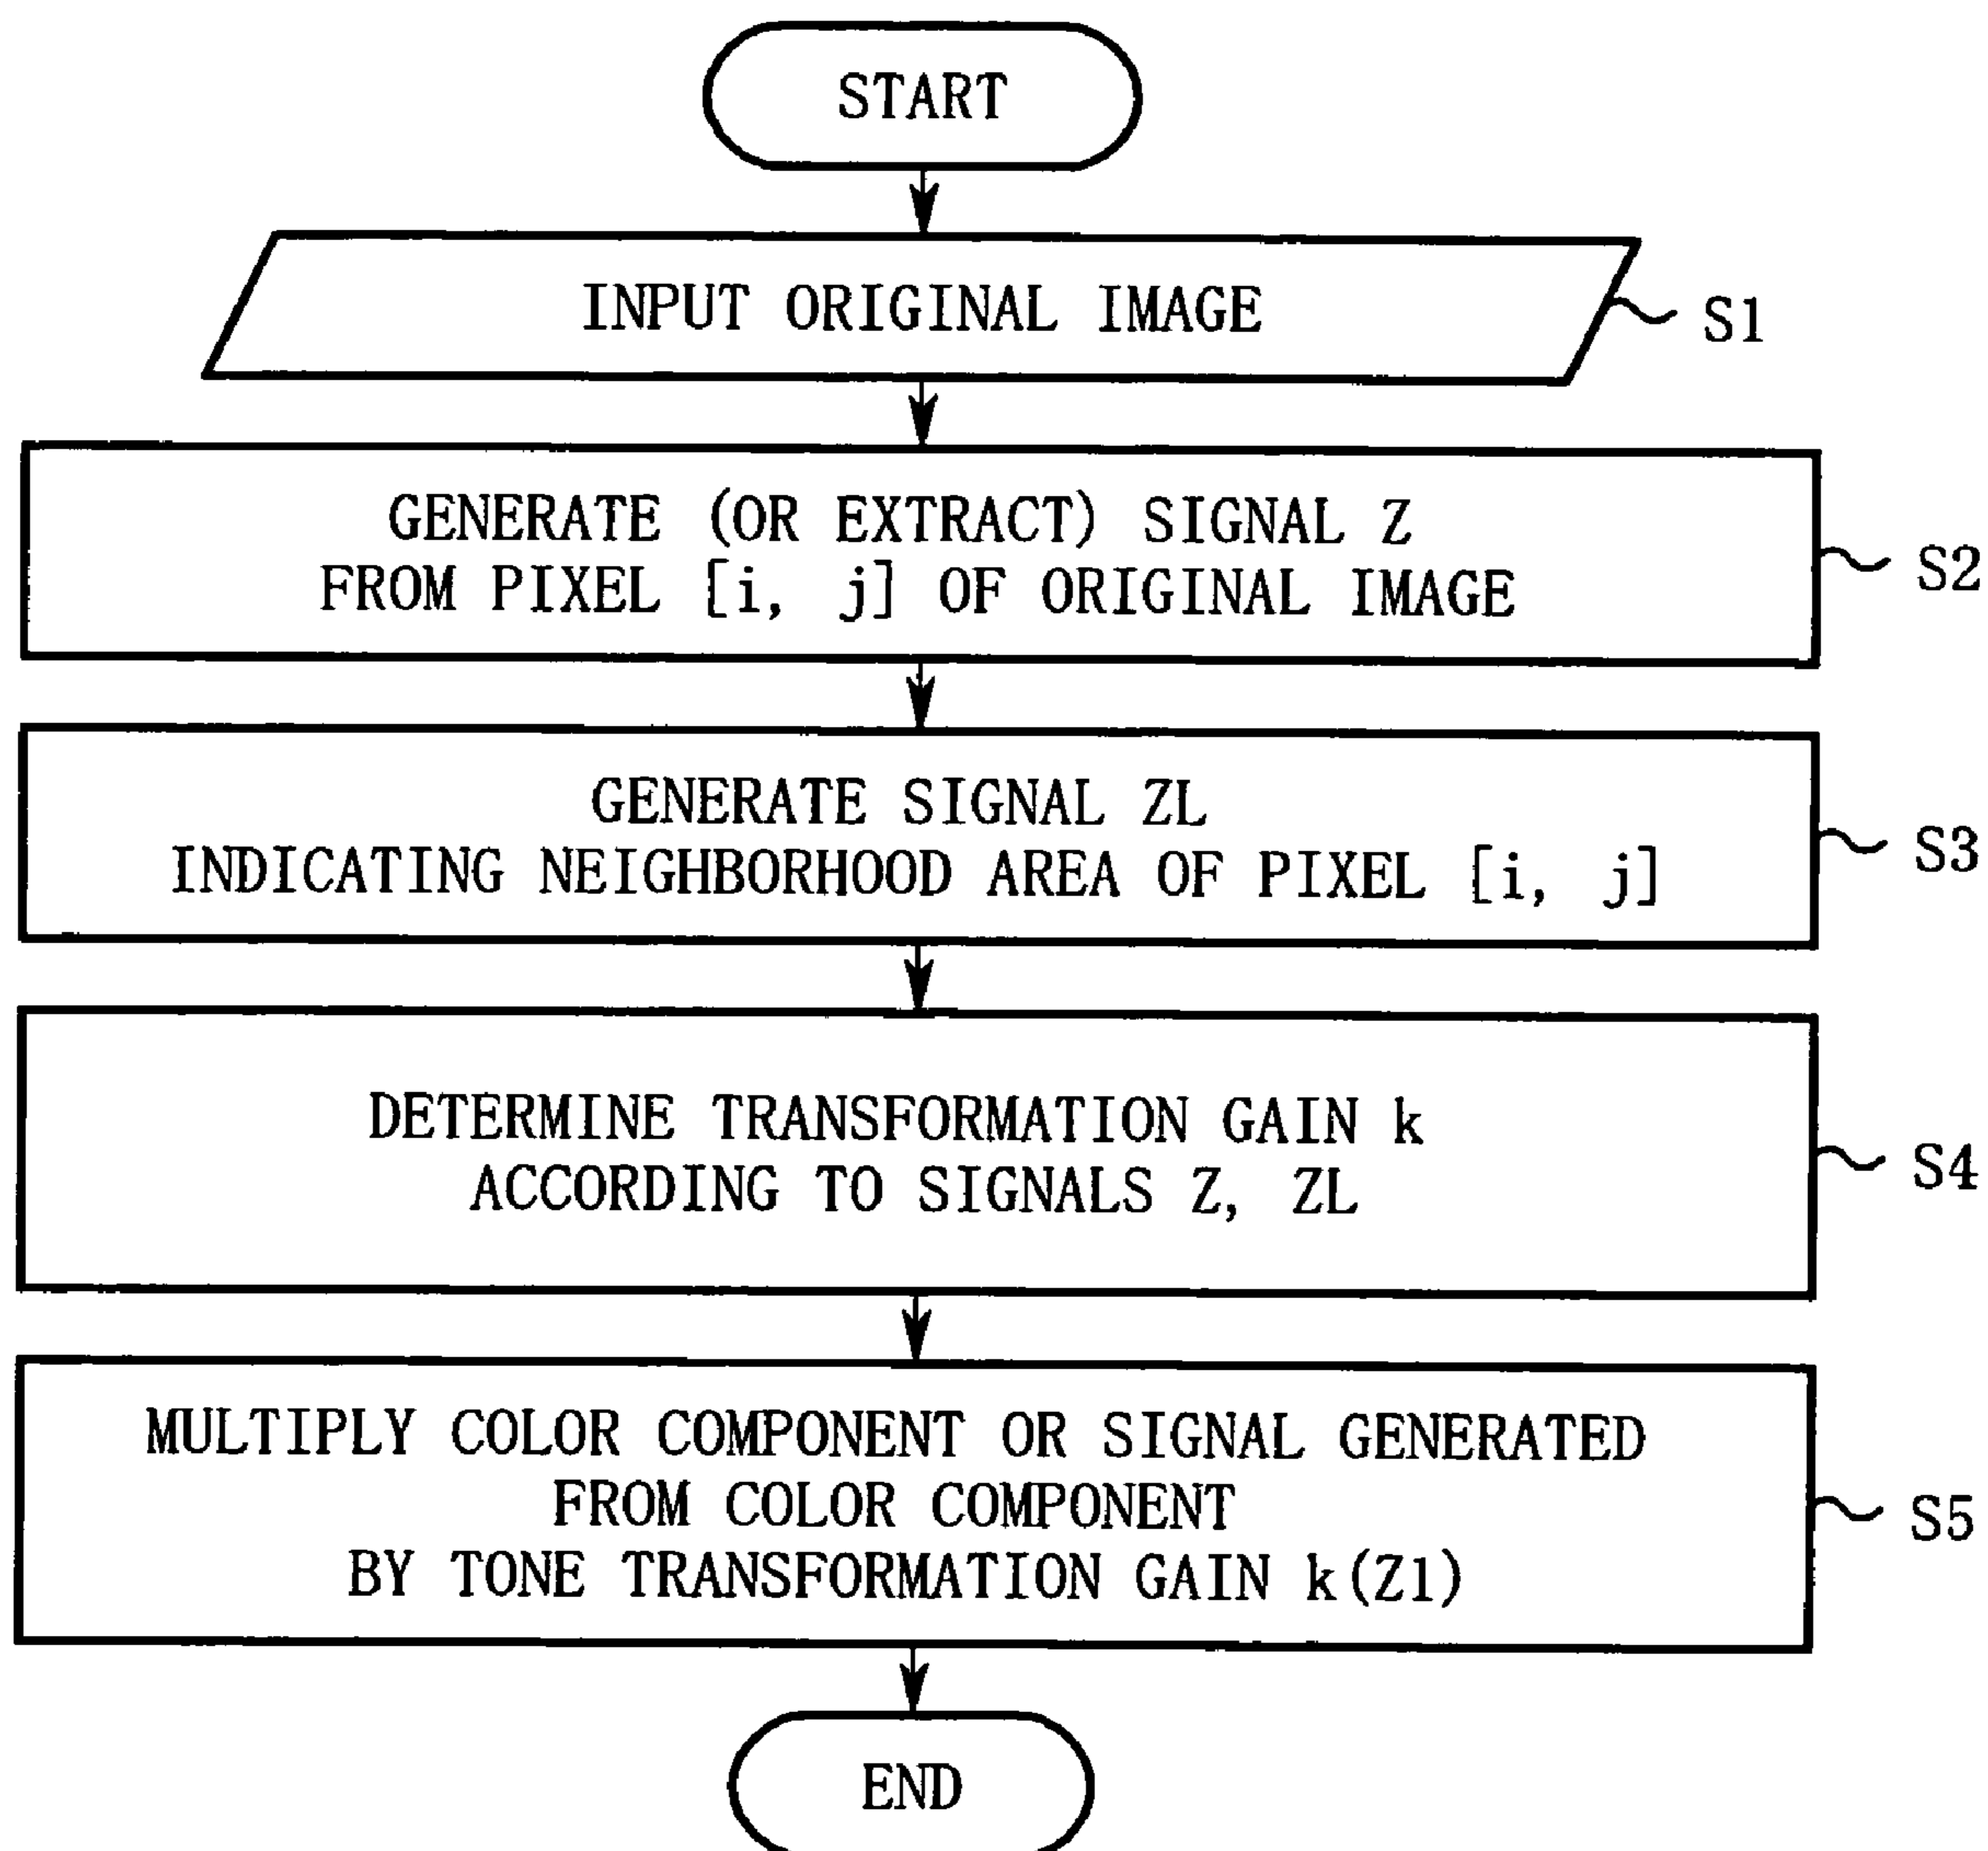 START
INPUT ORIGINAL IMAGE
S1
GENERATE (OR EXTRACT) SIGNAL Z
FROM PIXEL [i, j] OF ORIGINAL IMAGE
S2
GENERATE SIGNAL ZL
INDICATING NEIGHBORHOOD AREA OF PIXEL [i, j]
S3
DETERMINE TRANSFORMATION GAIN k
ACCORDING TO SIGNALS Z, ZL
S4
MULTIPLY COLOR COMPONENT OR SIGNAL GENERATED
FROM COLOR COMPONENT
BY TONE TRANSFORMATION GAIN k(Z1)
S5
END